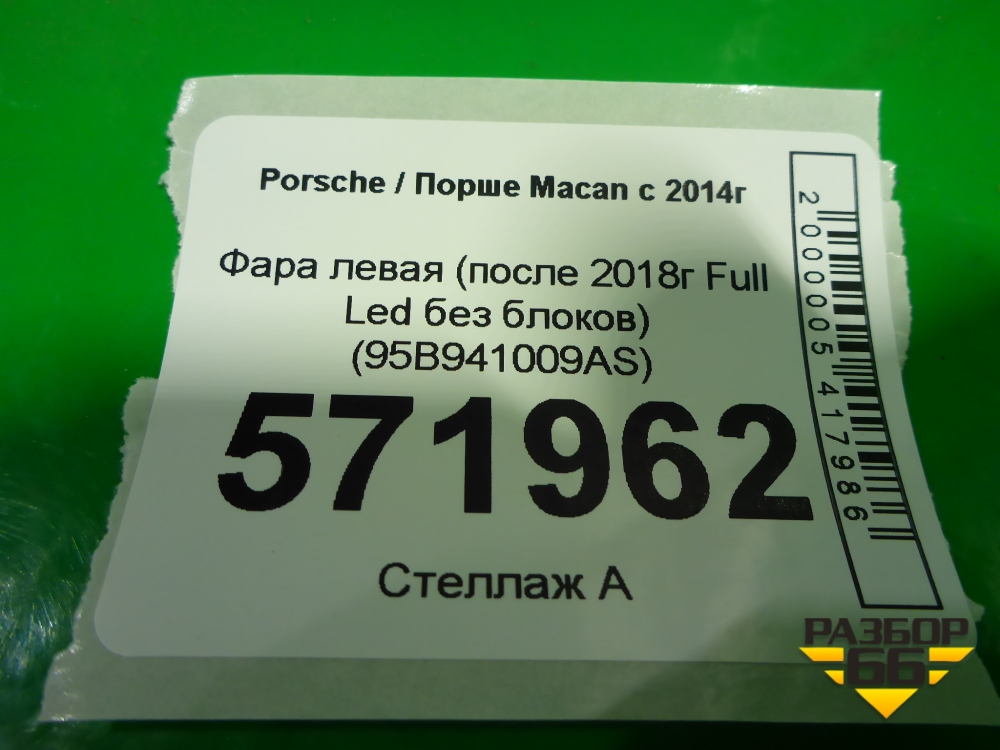 Porsche / Порше Macan с 2014г
Фара левая (после 2018г Full
Led без блоков)
(95B941009AS)
571962
Стеллаж А
2000005417986
РАЗБОР
66